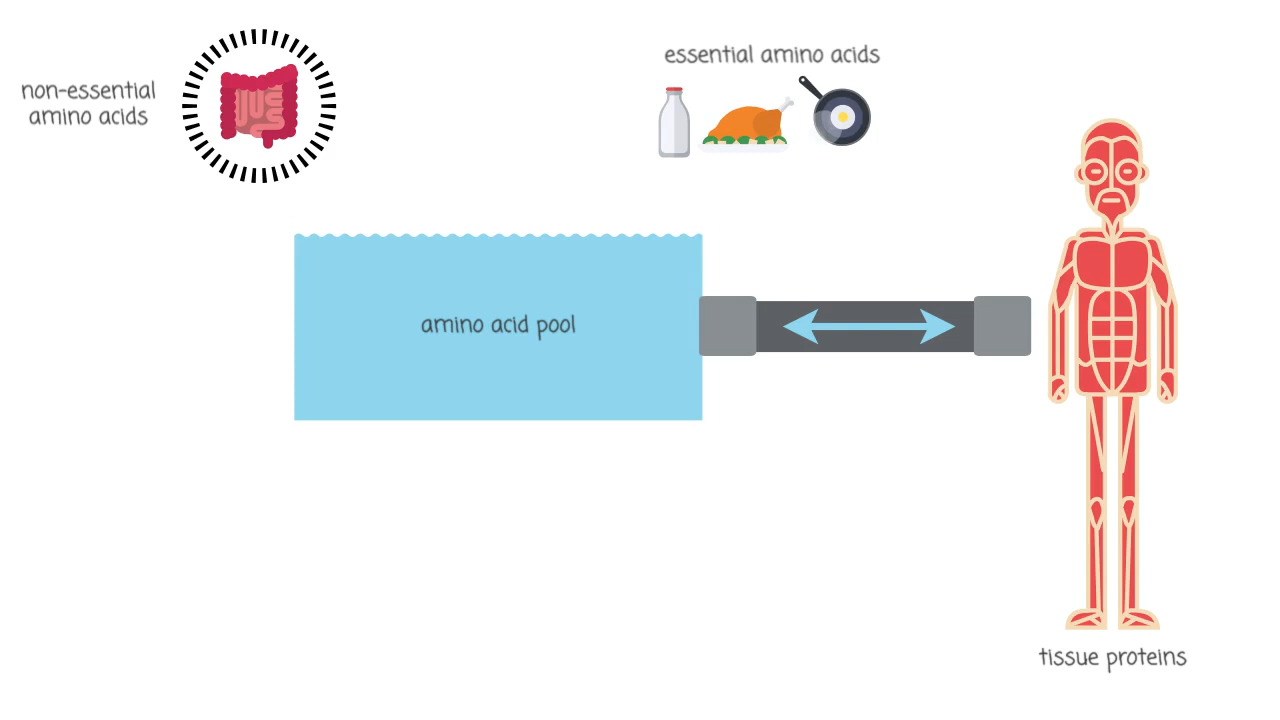 non-essential
amino acids
essential amino acids
amino acid pool
tissue proteins